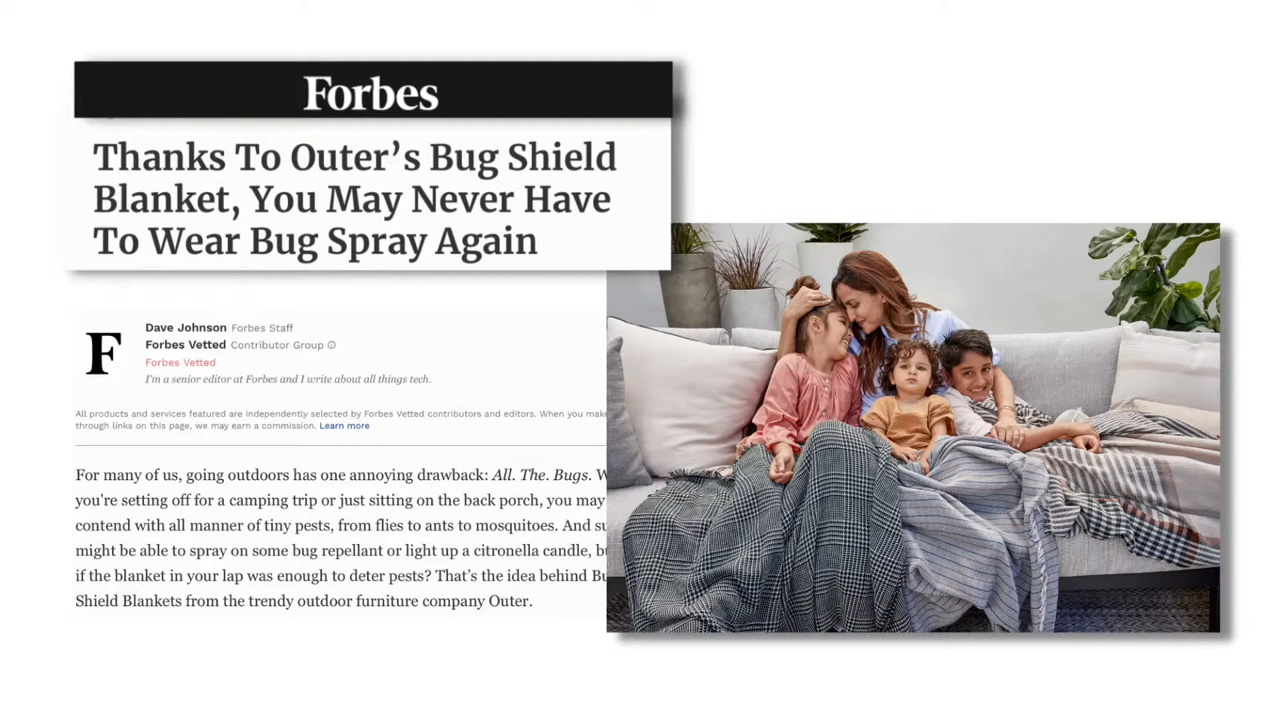 Forbes
Thanks To Outer’s Bug Shield
Blanket, You May Never Have
To Wear Bug Spray Again
F
Dave Johnson Forbes Staff
Forbes Vetted Contributor Group
Forbes Vetted
I'm a senior editor at Forbes and I write about all things tech.
All products and services featured are independently selected by Forbes Vetted contributors and editors. When you
through links on this page, we may earn a commission. Learn more
For many of us, going outdoors has one annoying drawback: All. The. Bugs.
you're setting off for a camping trip or just sitting on the back porch, you may
contend with all manner of tiny pests, from flies to ants to mosquitoes. And
might be able to spray on some bug repellant or light up a citronella candle,
if the blanket in your lap was enough to deter pests? That’s the idea behind
Shield Blankets from the trendy outdoor furniture company Outer.